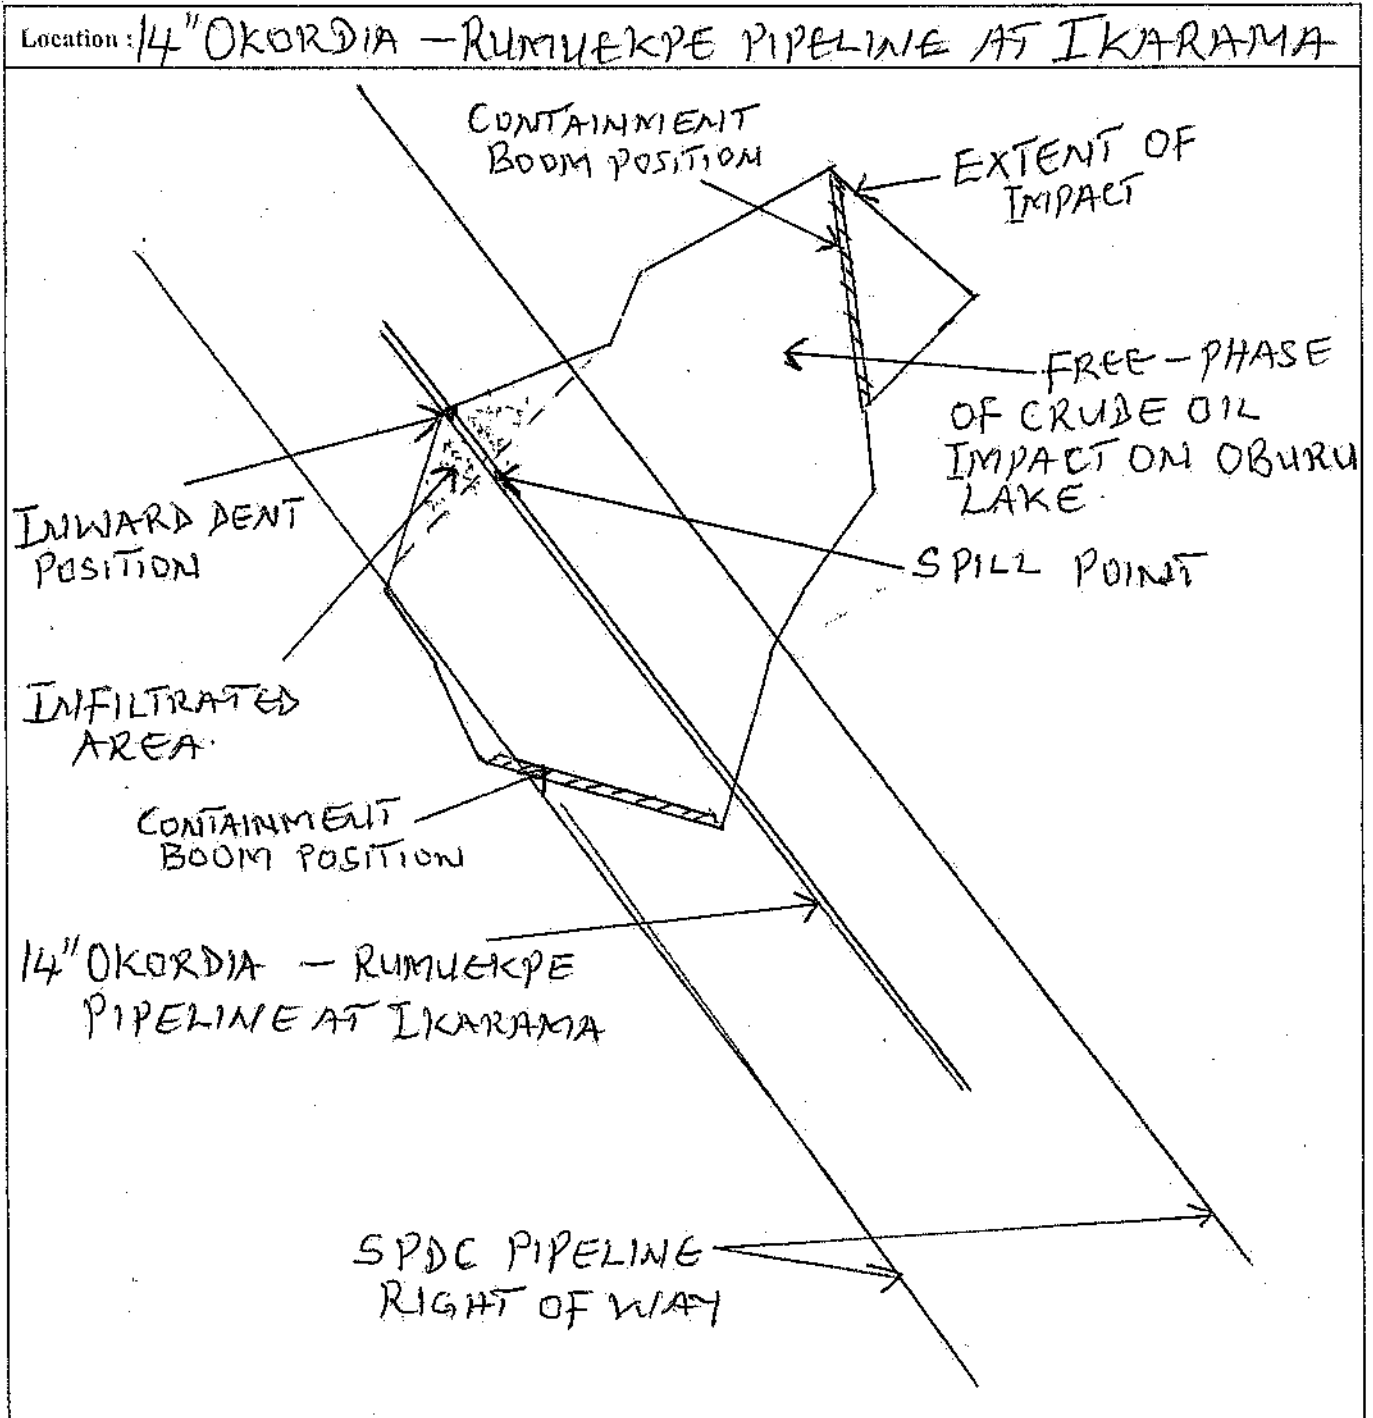 Location : 14" OKORDIA - RUMUEKPE PIPELINE AT IKARAMA
CONTAINMENT
BOOM POSITION
EXTENT OF
IMPACT
FREE-PHASE
OF CRUDE OIL
IMPACT ON OBURU
LAKE.
INWARD DENT
POSITION
SPILL POINT
INFILTRATED
AREA.
CONTAINMENT
BOOM POSITION
14" OKORDIA - RUMUEKPE
PIPELINE AT IKARAMA
SPDC PIPELINE
RIGHT OF WAY